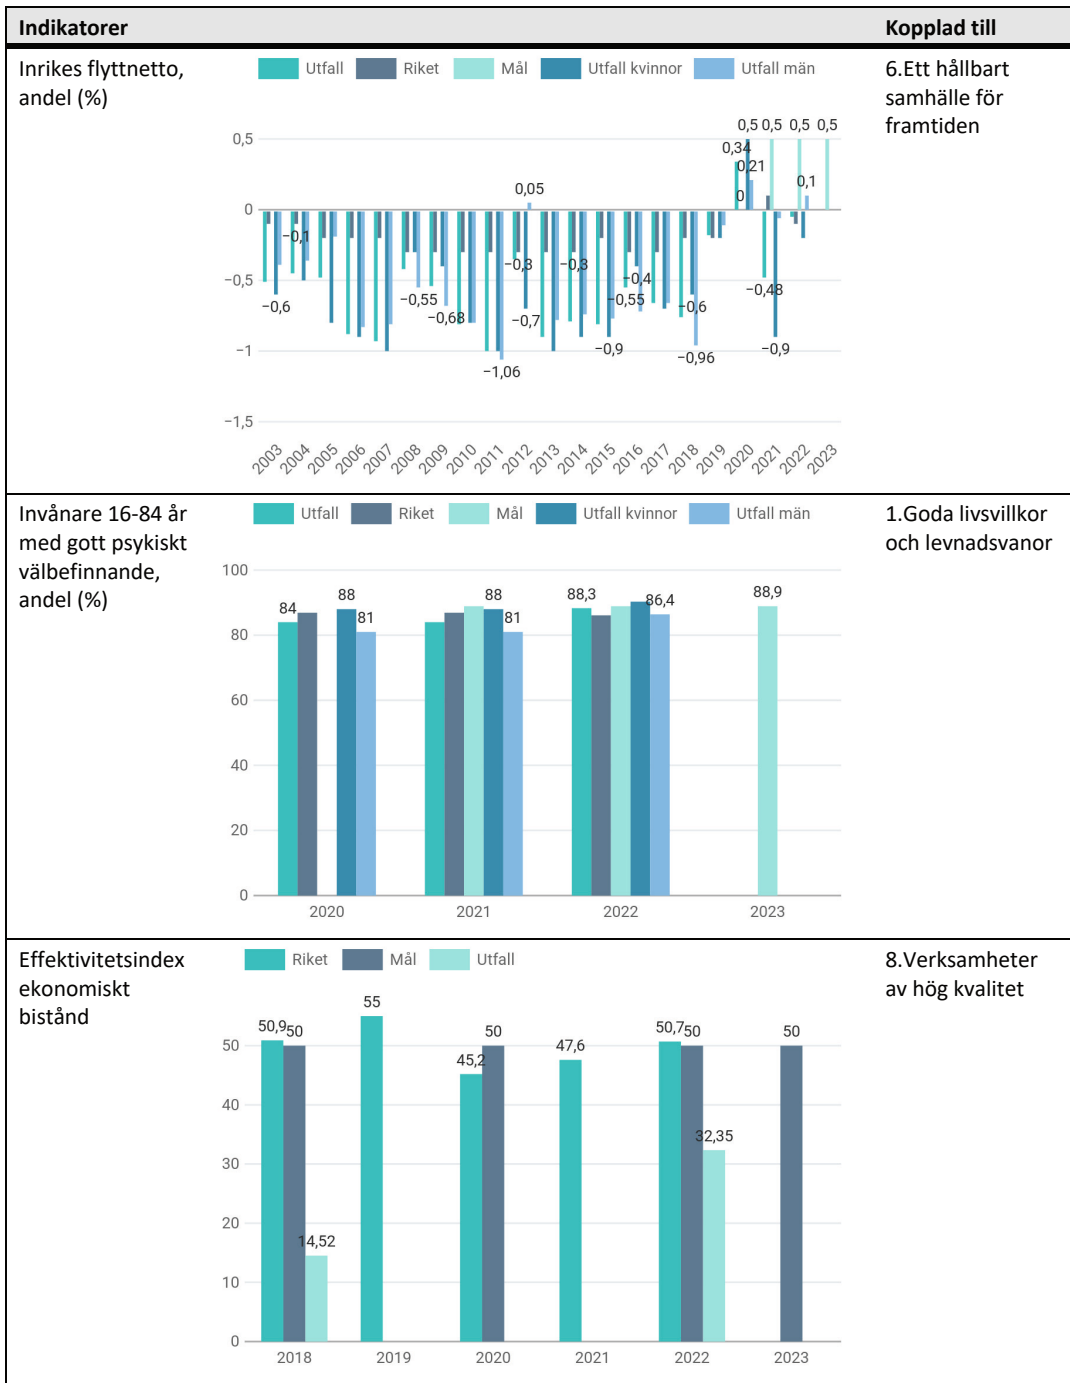 Indikatorer Kopplad till
Inrikes flyttnetto,
andel (%)
6.Ett hållbart
samhälle för
framtiden
Utfall Riket Mål Utfall kvinnor Utfall män
0,5 0,5 0,5 0,5
0,5
0,34
0,21
0,05 0 0,1
0
−0,1
−0,3 −0,3 −0,4
−0,5
−0,6 −0,55 −0,68 −0,7 −0,55 −0,6 −0,48
−0,9 −0,96 −0,9
−1
−1,06
−1,5
2003 2004 2005 2006 2007 2008 2009 2010 2011 2012 2013 2014 2015 2016 2017 2018 2019 2020 2021 2022 2023
Invånare 16-84 år
med gott psykiskt
välbefinnande,
andel (%)
1.Goda livsvillkor
och levnadsvanor
Utfall Riket Mål Utfall kvinnor Utfall män
100
84 88 81 88 81 88,3 86,4 88,9
80
60
40
20
0
2020 2021 2022 2023
Effektivitetsindex
ekonomiskt
bistånd
8.Verksamheter
av hög kvalitet
Riket Mål Utfall
55
50,9 50 45,2 50 47,6 50,7 50 50
50
40
32,35
30
20
14,52
10
0
2018 2019 2020 2021 2022 2023